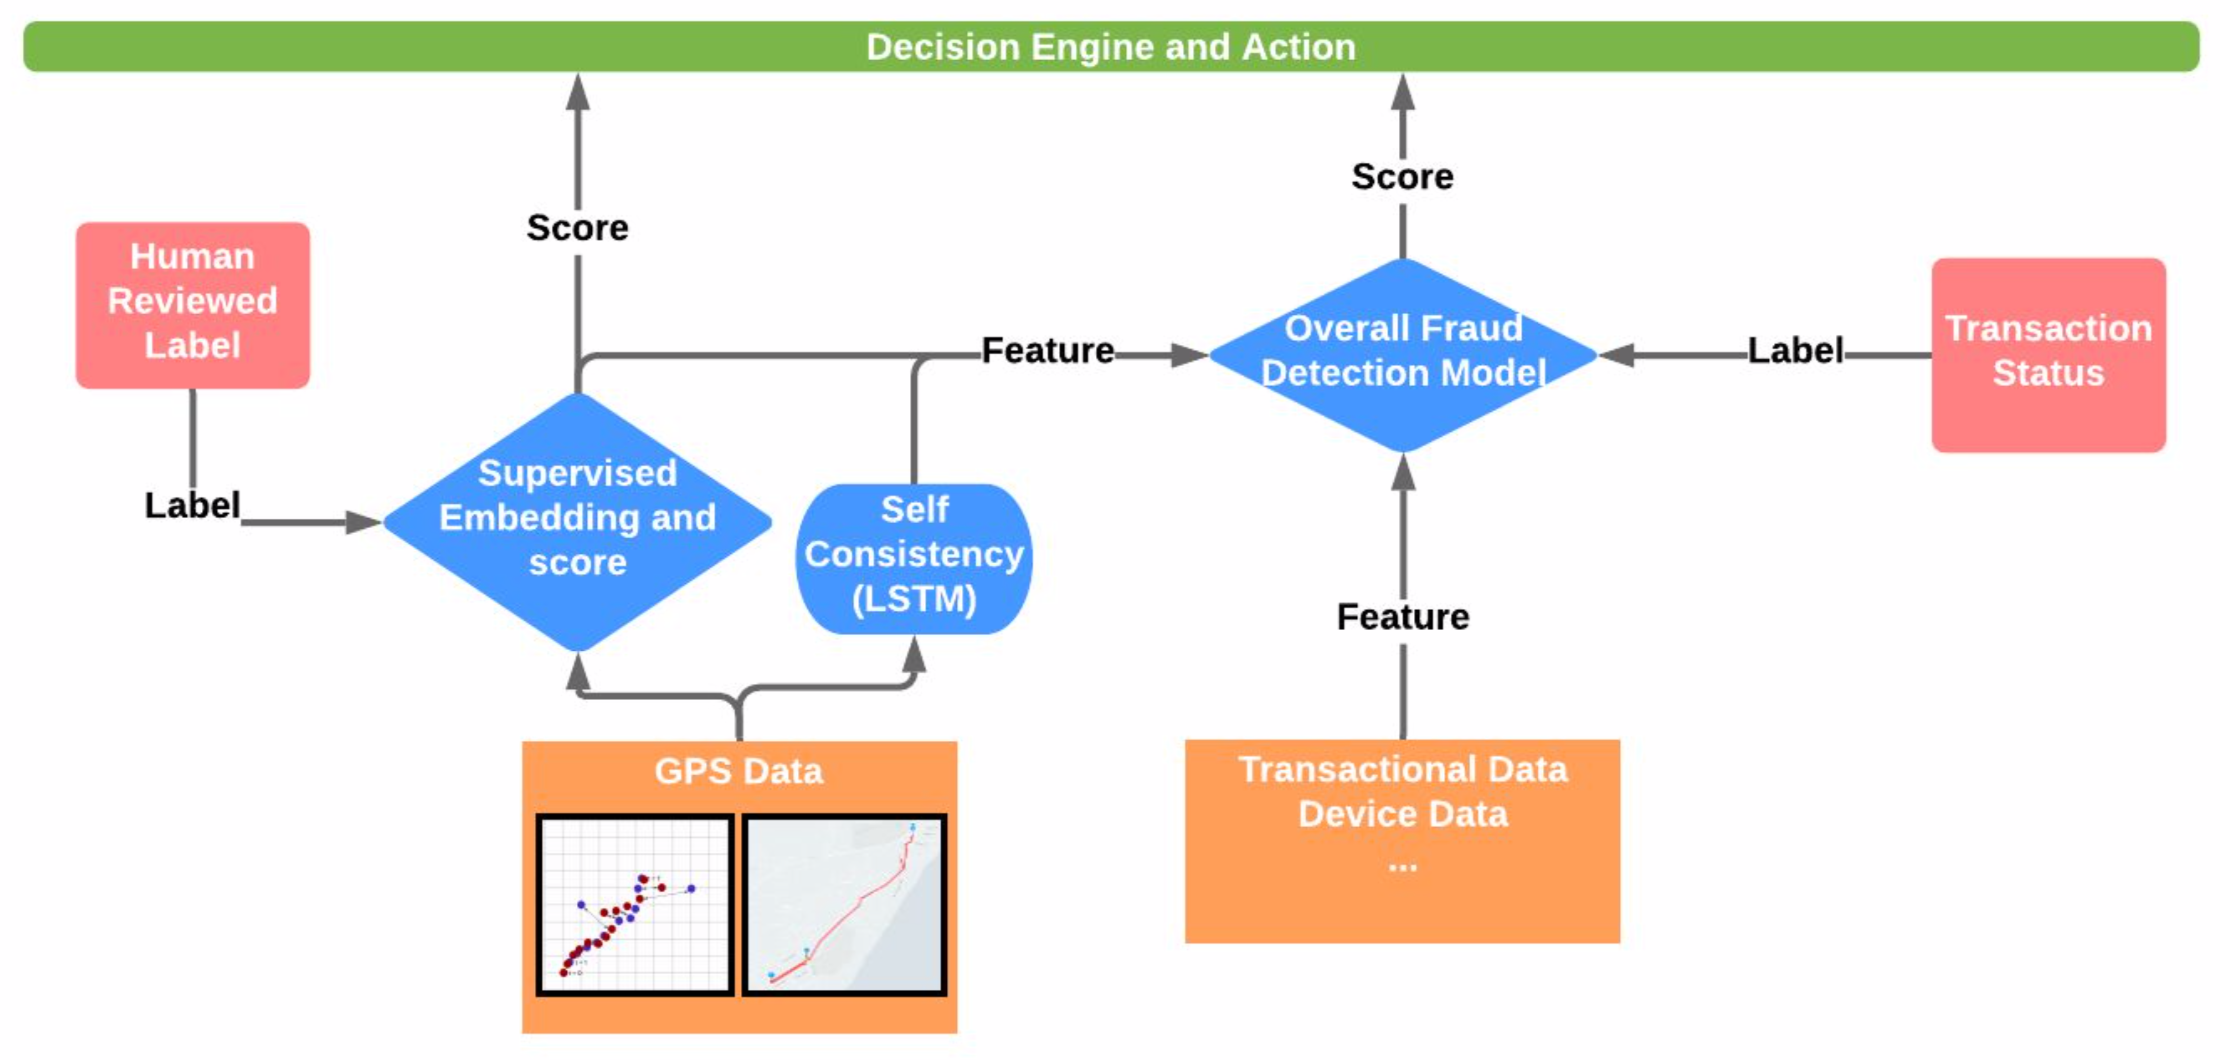 Decision Engine and Action
Score
Score
Human
Reviewed
Label
Label
Supervised
Embedding and
score
Self
Consistency
(LSTM)
Feature
Overall Fraud
Detection Model
Label
Transaction
Status
Feature
GPS Data
Transactional Data
Device Data
...